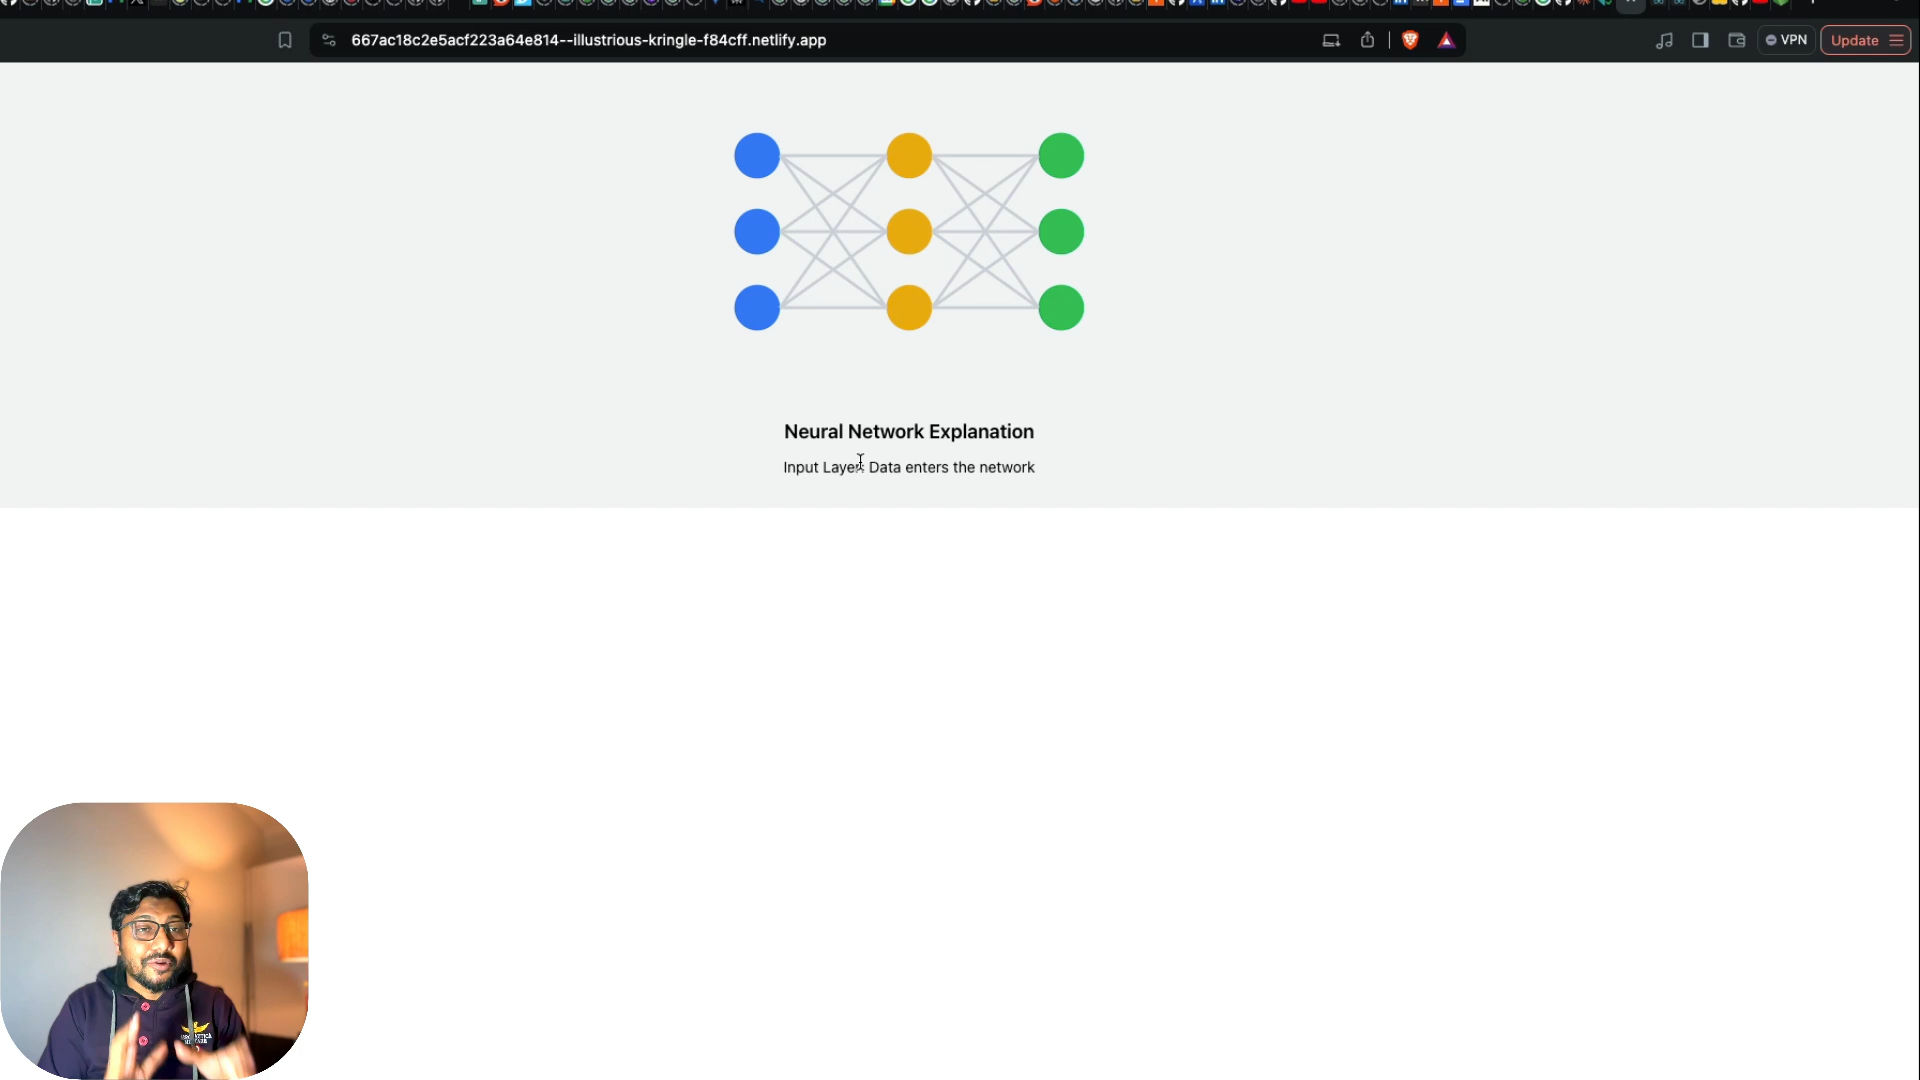 667ac18c2e5acf223a64e814--illustrious-kringle-f84cff.netlify.app
VPN
Update
Neural Network Explanation
Input Layer: Data enters the network